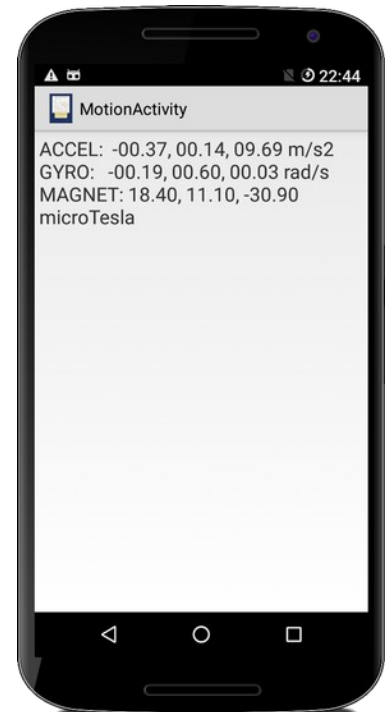 22:44
MotionActivity
ACCEL: -00.37, 00.14, 09.69 m/s2
GYRO: -00.19, 00.60, 00.03 rad/s
MAGNET: 18.40, 11.10, -30.90
microTesla